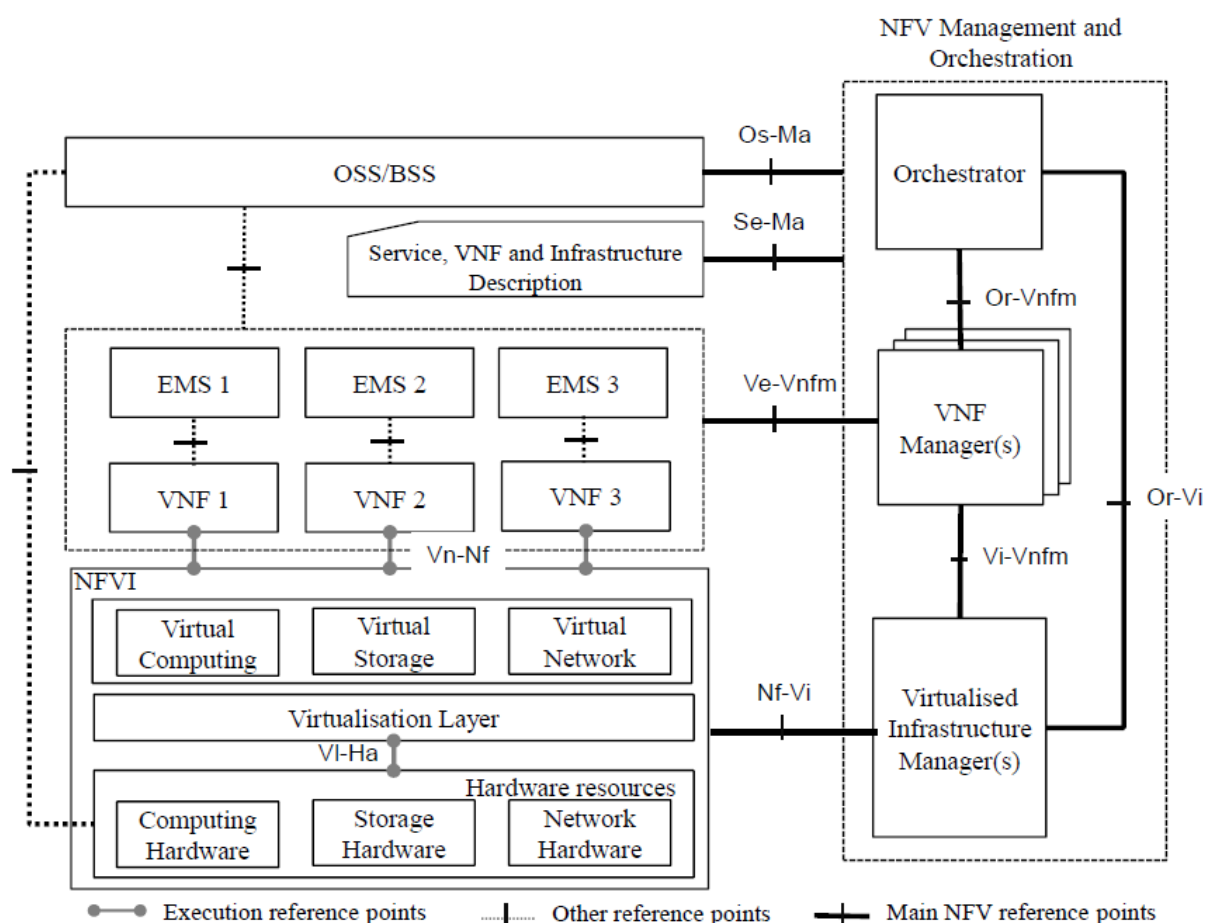 NFV Management and
Orchestration
OSS/BSS
Os-Ma
Orchestrator
Se-Ma
Service, VNF and Infrastructure
Description
Or-Vnfm
EMS 1
EMS 2
EMS 3
Ve-Vnfm
VNF
Manager(s)
VNF 1
VNF 2
VNF 3
Or-Vi
Vn-Nf
Vi-Vnfm
NFVI
Virtual
Computing
Virtual
Storage
Virtual
Network
Nf-Vi
Virtualisation Layer
Virtualised
Infrastructure
Manager(s)
Vl-Ha
Hardware resources
Computing
Hardware
Storage
Hardware
Network
Hardware
Execution reference points
Other reference points
Main NFV reference points